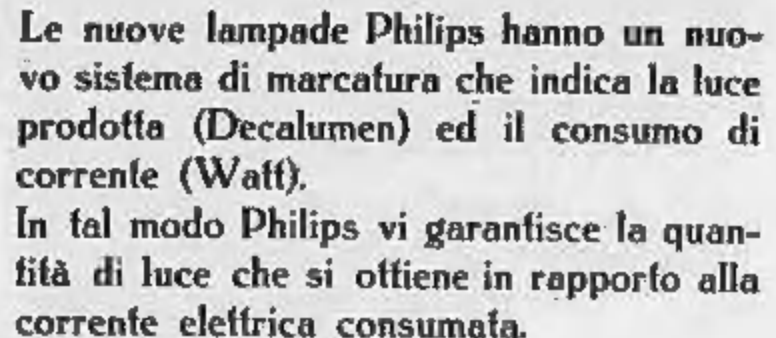 Le nuove lampade Philips hanno un nuo-
vo sistema di marcatura che indica la luce
prodotta (Decalumen) ed il consumo di
corrente (Watt).
In tal modo Philips vi garantisce la quan-
tità di luce che si ottiene in rapporto alla
corrente elettrica consumata.